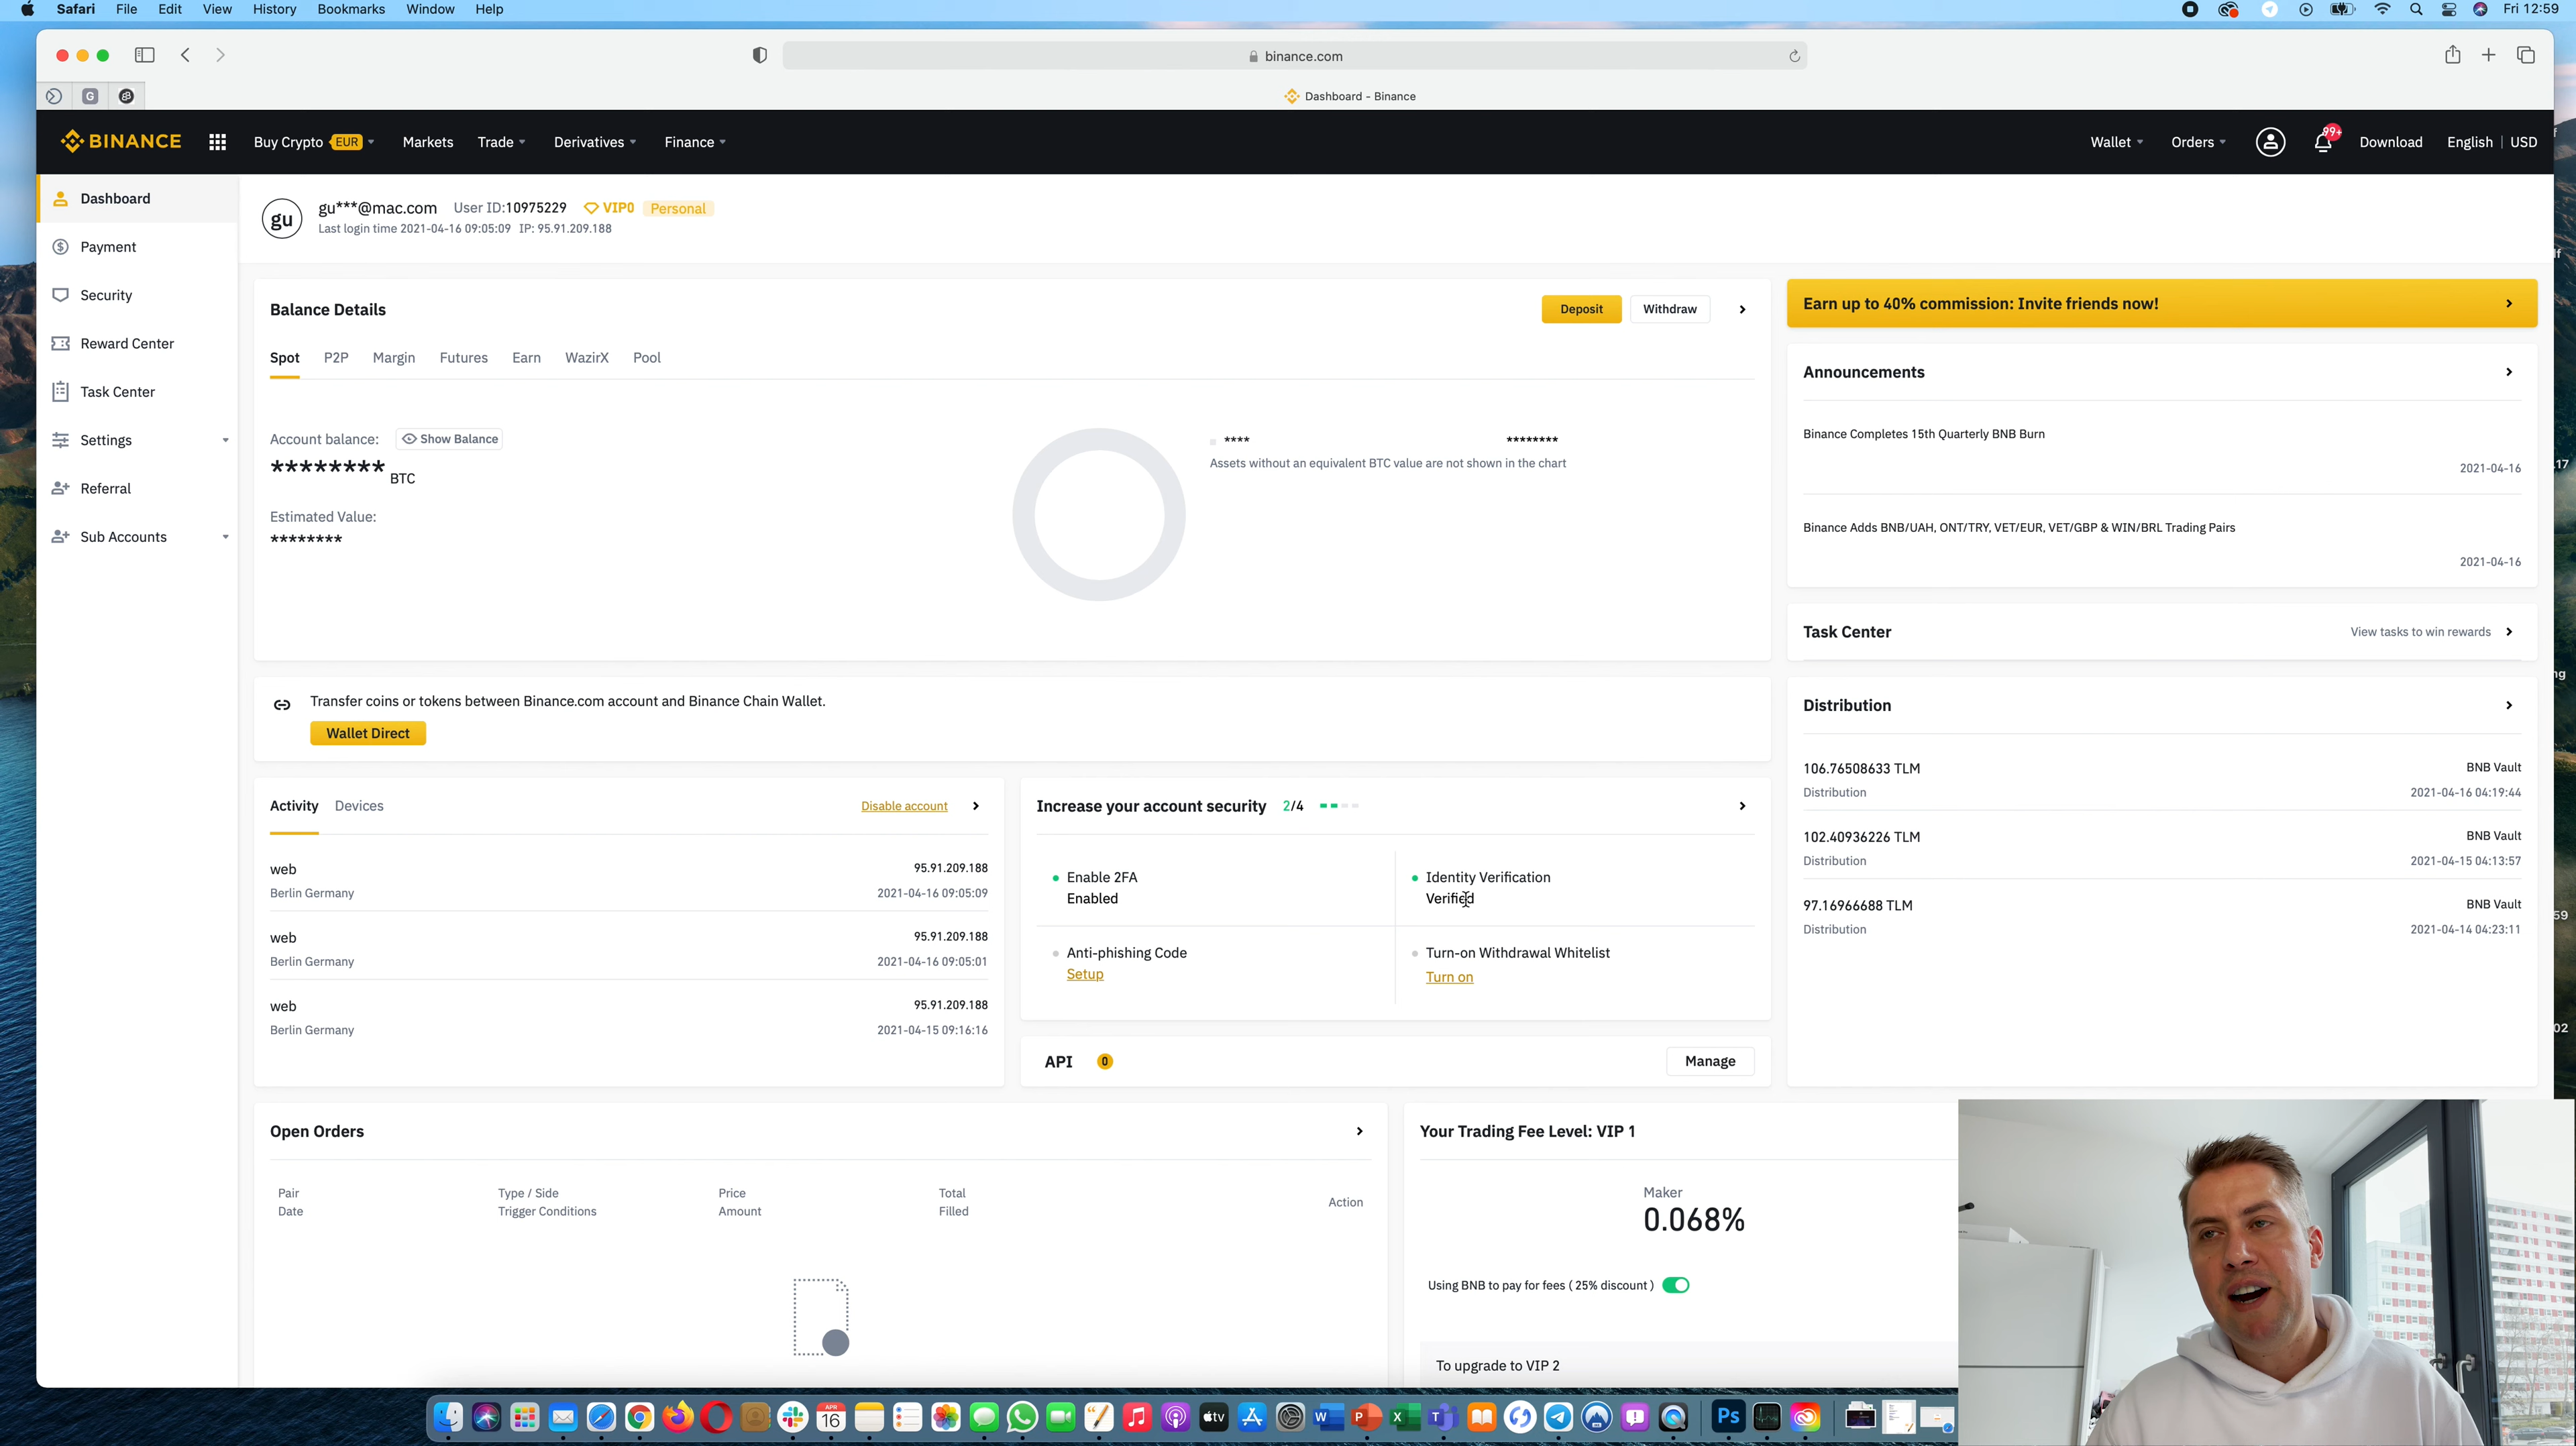 Safari File Edit View History Bookmarks Window Help Fri 12:59
binance.com
G
Dashboard - Binance
BINANCE Buy Crypto EUR Markets Trade Derivatives Finance Wallet Orders 99+ Download English | USD
Dashboard
Payment
Security
Reward Center
Task Center
Settings
Referral
Sub Accounts
gu
gu***@mac.com User ID:10975229 VIP0 Personal
Last login time 2021-04-16 09:05:09 IP: 95.91.209.188
Balance Details Deposit Withdraw
Spot P2P Margin Futures Earn WazirX Pool
Account balance: Show Balance
******** BTC
Estimated Value:
********
**** ********
Assets without an equivalent BTC value are not shown in the chart
Earn up to 40% commission: Invite friends now!
Announcements
Binance Completes 15th Quarterly BNB Burn
2021-04-16
Binance Adds BNB/UAH, ONT/TRY, VET/EUR, VET/GBP & WIN/BRL Trading Pairs
2021-04-16
Task Center View tasks to win rewards
Transfer coins or tokens between Binance.com account and Binance Chain Wallet.
Wallet Direct
Distribution
106.76508633 TLM BNB Vault
Distribution 2021-04-16 04:19:44
102.40936226 TLM BNB Vault
Distribution 2021-04-15 04:13:57
97.16966688 TLM BNB Vault
Distribution 2021-04-14 04:23:11
Activity Devices Disable account
web 95.91.209.188
Berlin Germany 2021-04-16 09:05:09
web 95.91.209.188
Berlin Germany 2021-04-16 09:05:01
web 95.91.209.188
Berlin Germany 2021-04-15 09:16:16
Increase your account security 2/4
Enable 2FA
Enabled
Identity Verification
Verified
Anti-phishing Code
Setup
Turn-on Withdrawal Whitelist
Turn on
API 0 Manage
Open Orders
Pair Type / Side Price Total
Date Trigger Conditions Amount Filled
Action
Your Trading Fee Level: VIP 1
Maker
0.068%
Using BNB to pay for fees ( 25% discount )
To upgrade to VIP 2
APR
16
tv
W P X T
Ps